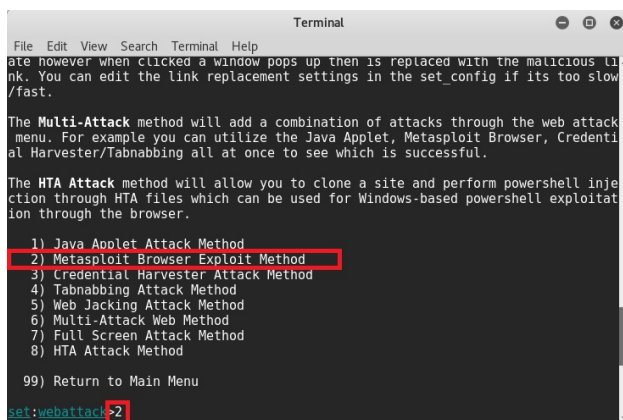 Terminal
File Edit View Search Terminal Help
ate however when clicked a window pops up then is replaced with the malicious li
nk. You can edit the link replacement settings in the set_config if its too slow
/fast.
The Multi-Attack method will add a combination of attacks through the web attack
menu. For example you can utilize the Java Applet, Metasploit Browser, Credenti
al Harvester/Tabnabbing all at once to see which is successful.
The HTA Attack method will allow you to clone a site and perform powershell inje
ction through HTA files which can be used for Windows-based powershell exploitat
ion through the browser.
1) Java Applet Attack Method
2) Metasploit Browser Exploit Method
3) Credential Harvester Attack Method
4) Tabnabbing Attack Method
5) Web Jacking Attack Method
6) Multi-Attack Web Method
7) Full Screen Attack Method
8) HTA Attack Method
99) Return to Main Menu
set:webattack>2